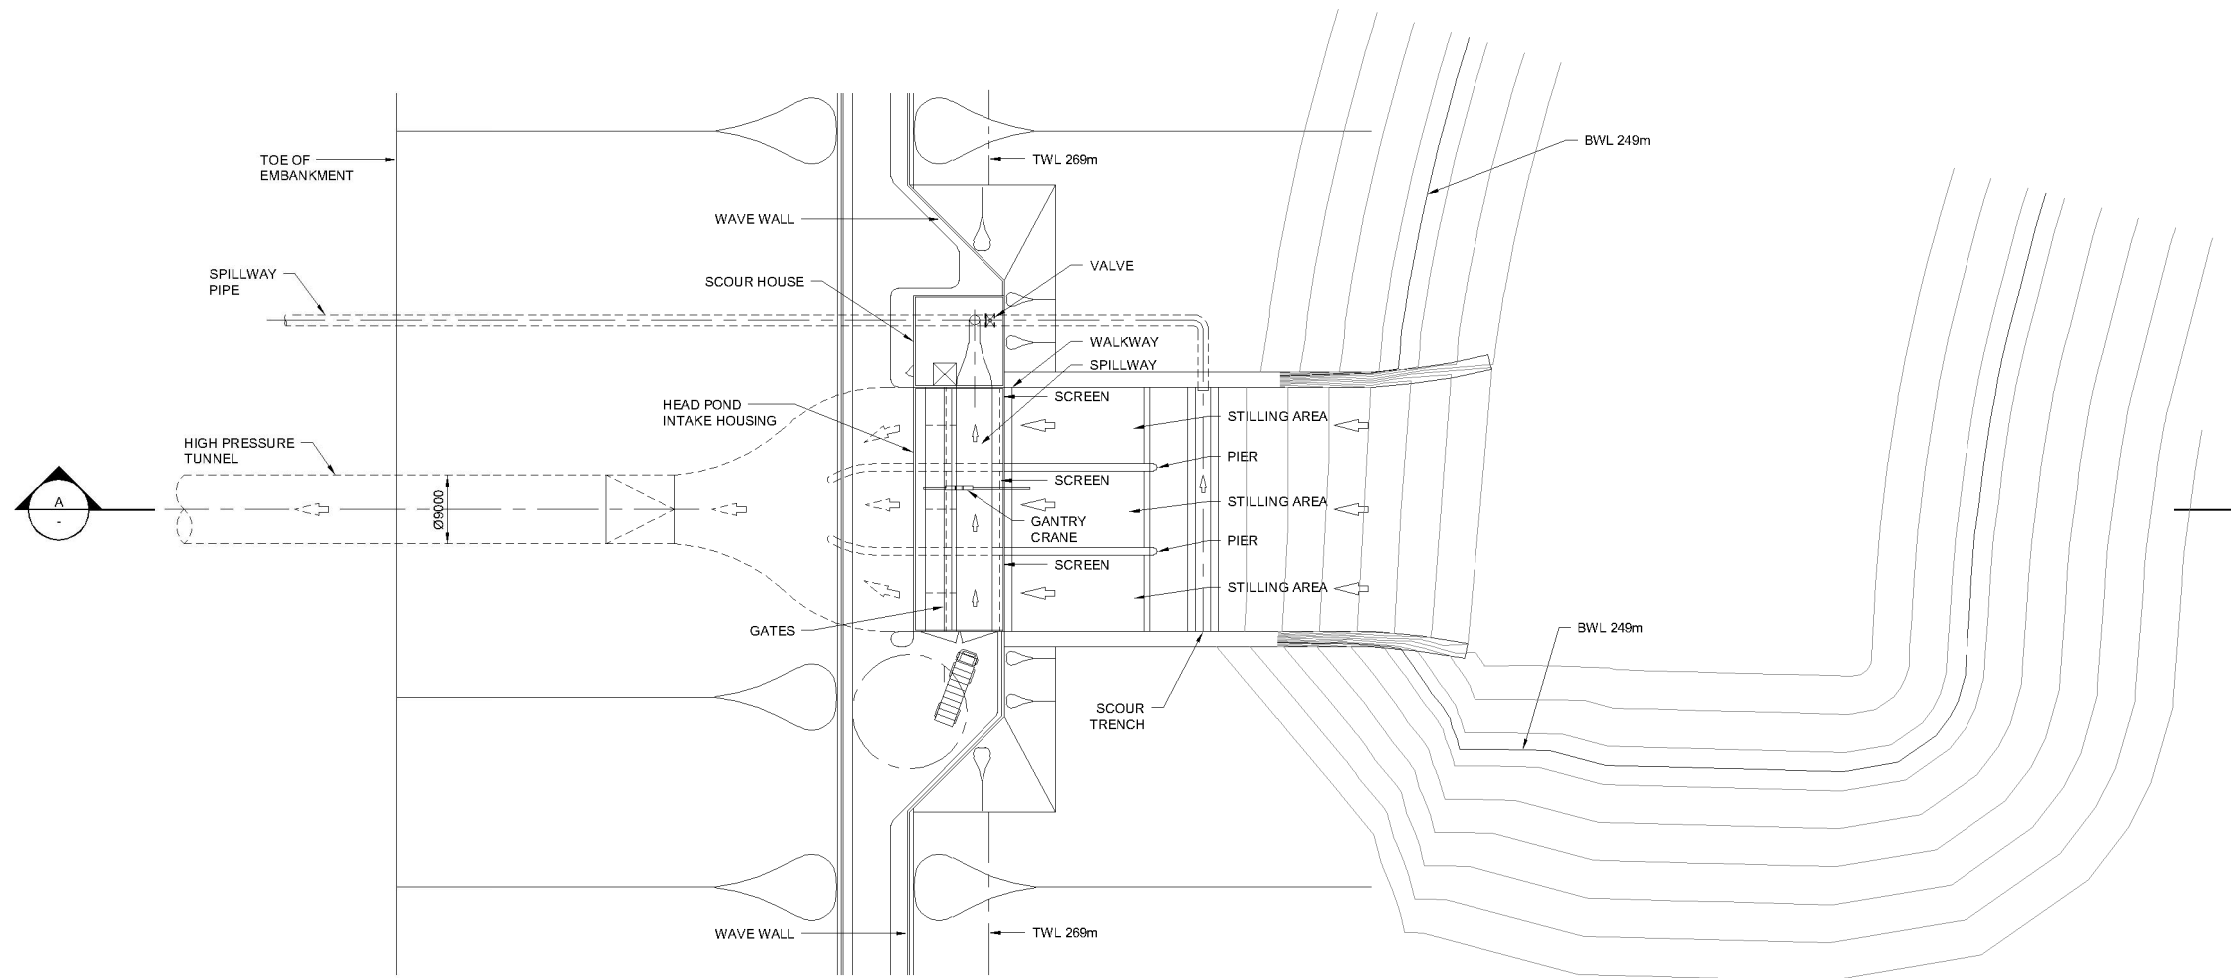 BWL 249m
TOE OF
EMBANKMENT
TWL 269m
WAVE WALL
SPILLWAY
PIPE
SCOUR HOUSE
VALVE
WALKWAY
SPILLWAY
SCREEN
HEAD POND
INTAKE HOUSING
STILLING AREA
HIGH PRESSURE
TUNNEL
PIER
SCREEN
STILLING AREA
A
-
Ø9000
GANTRY
CRANE
PIER
SCREEN
STILLING AREA
GATES
BWL 249m
SCOUR
TRENCH
WAVE WALL
TWL 269m